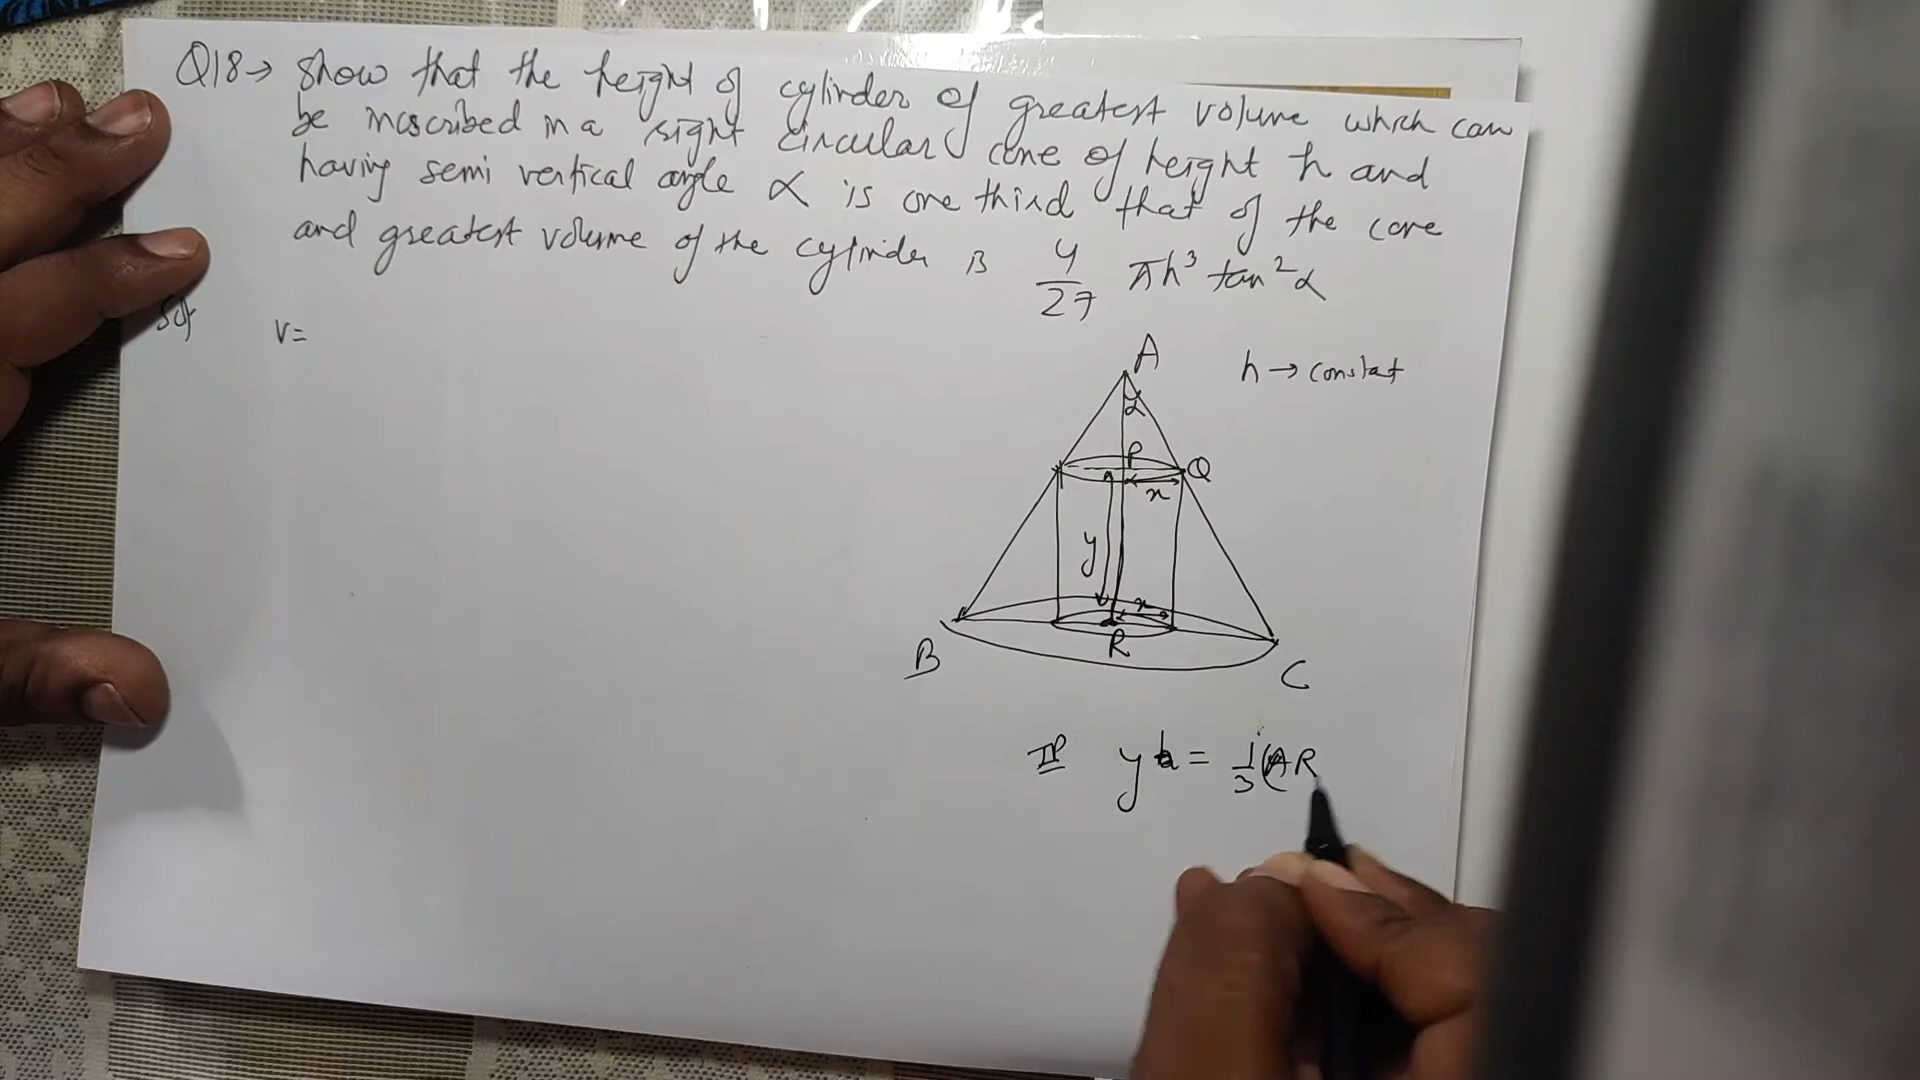 Q18→ Show that the height of cylinder of greatest volume which can
be inscribed in a right circular cone of height h and
having semi vertical angle α is one third that of the cone
and greatest volume of the cylinder is 4/27 πh³ tan²α
Sol
V=
A
h → constat
α
P
Q
x
y
x
R
B
C
TP y = 1/3 (AR